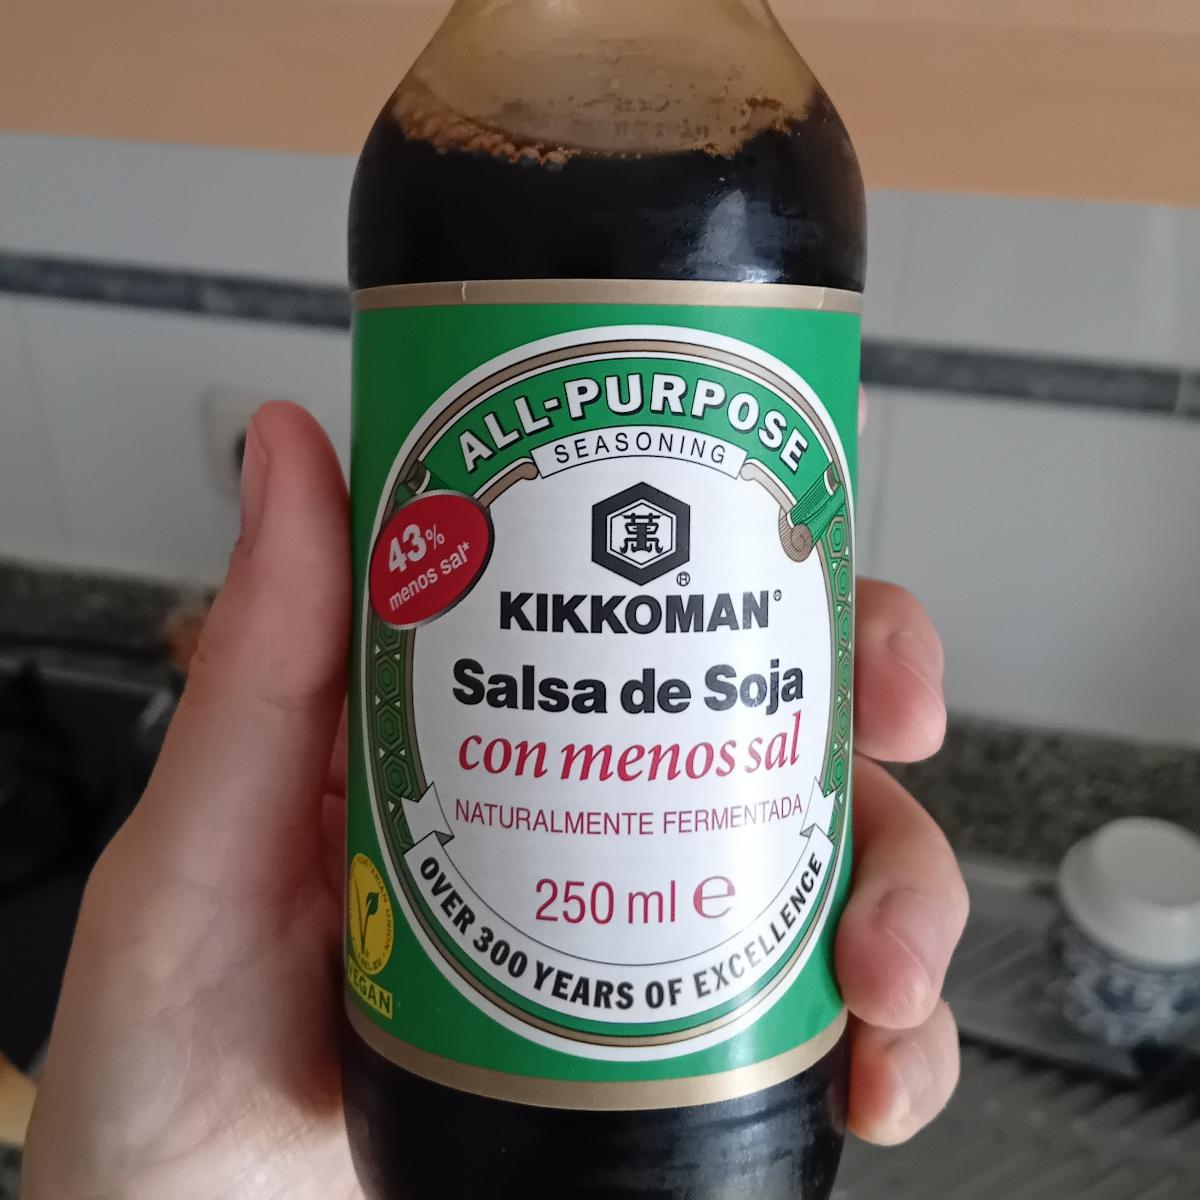 ALL-PURPOSE
SEASONING
萬
®
KIKKOMAN®
43%
menos sal*
Salsa de Soja
con menos sal
NATURALMENTE FERMENTADA
250 ml e
OVER 300 YEARS OF EXCELLENCE
VEGAN